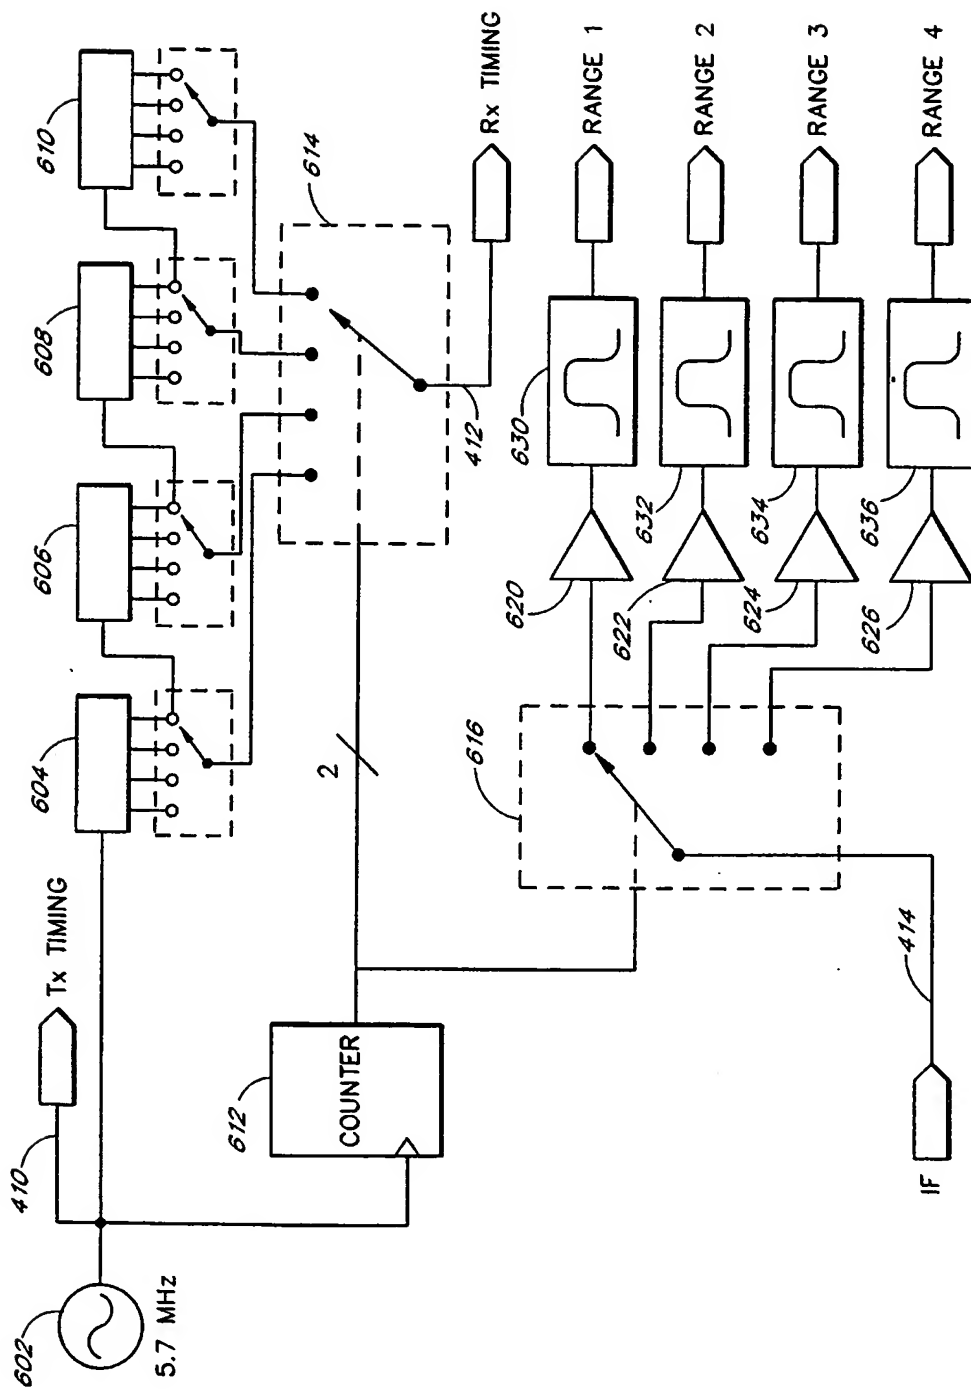 602
5.7 MHz
410
Tx TIMING
604
606
608
610
612
COUNTER
2
614
412
Rx TIMING
IF
414
616
620
630
RANGE 1
622
632
RANGE 2
624
634
RANGE 3
626
636
RANGE 4